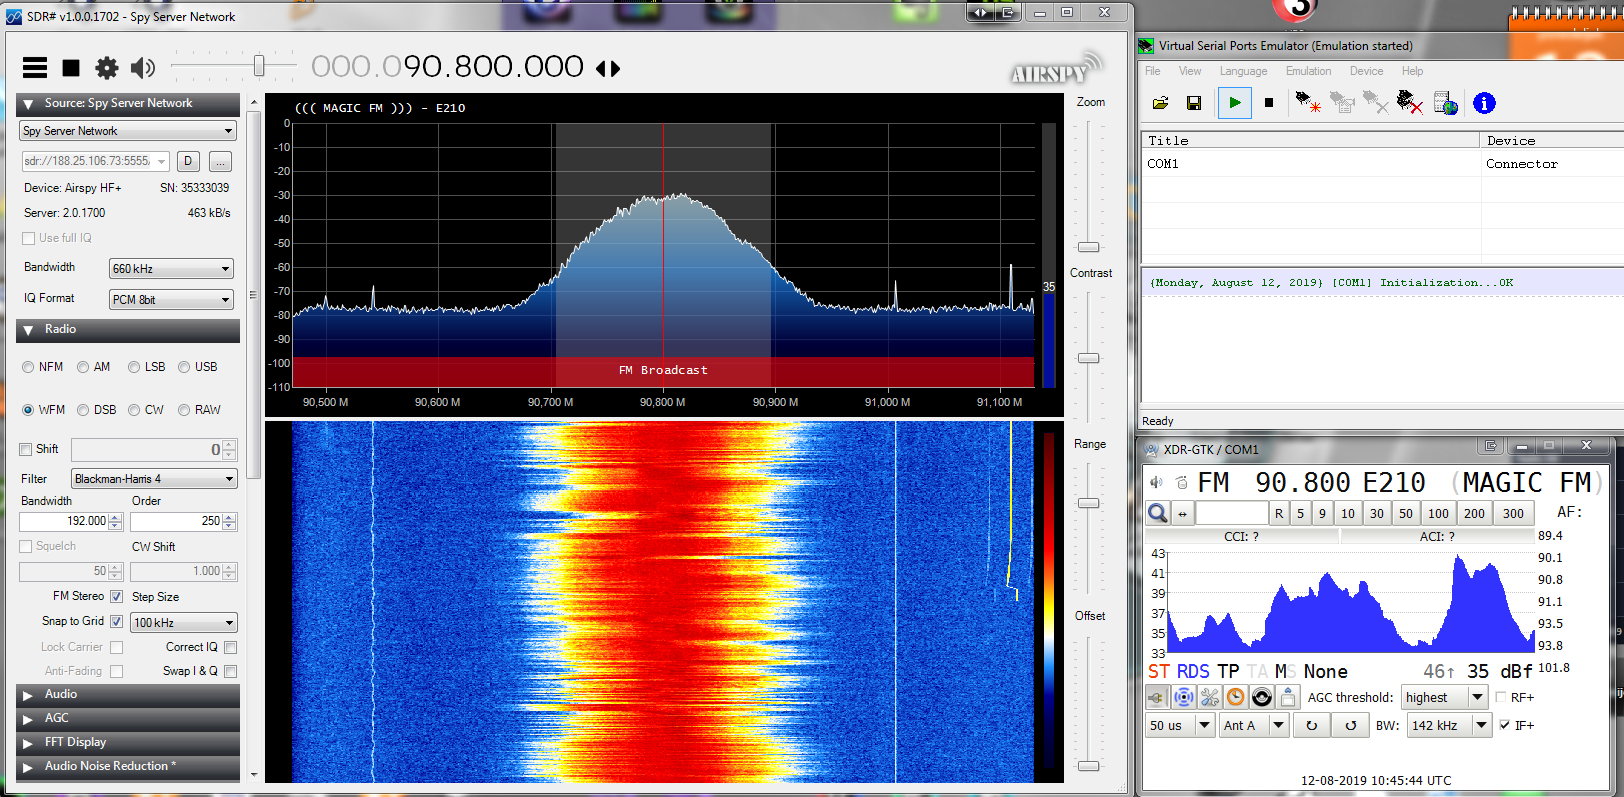 SDR# v1.0.0.1702 - Spy Server Network
000.090.800.000
AIRSPY
Source: Spy Server Network
Spy Server Network
sdr://188.25.106.73:5555/
D
...
Device: Airspy HF+ SN: 35333039
Server: 2.0.1700 463 kB/s
Use full IQ
Bandwidth 660 kHz
IQ Format PCM 8bit
Radio
NFM AM LSB USB
WFM DSB CW RAW
Shift 0
Filter Blackman-Harris 4
Bandwidth Order
192.000 250
Squelch CW Shift
50 1.000
FM Stereo Step Size
Snap to Grid 100 kHz
Lock Carrier Correct IQ
Anti-Fading Swap I & Q
Audio
AGC
FFT Display
Audio Noise Reduction *
((( MAGIC FM ))) - E210
0
-10
-20
-30
-40
-50
-60
-70
-80
-90
-100
-110
35
FM Broadcast
90,500 M 90,600 M 90,700 M 90,800 M 90,900 M 91,000 M 91,100 M
Zoom
Contrast
Range
Offset
3
Virtual Serial Ports Emulator (Emulation started)
File View Language Emulation Device Help
Title Device
COM1 Connector
{Monday, August 12, 2019} [COM1] Initialization...OK
Ready
XDR-GTK / COM1
FM 90.800 E210 (MAGIC FM)
R 5 9 10 30 50 100 200 300 AF:
CCI: ? ACI: ?
43
41
39
37
35
33
89.4
90.1
90.8
91.1
93.5
93.8
101.8
ST RDS TP TA MS None 46↑ 35 dBf
AGC threshold: highest RF+
50 us Ant A BW: 142 kHz IF+
12-08-2019 10:45:44 UTC